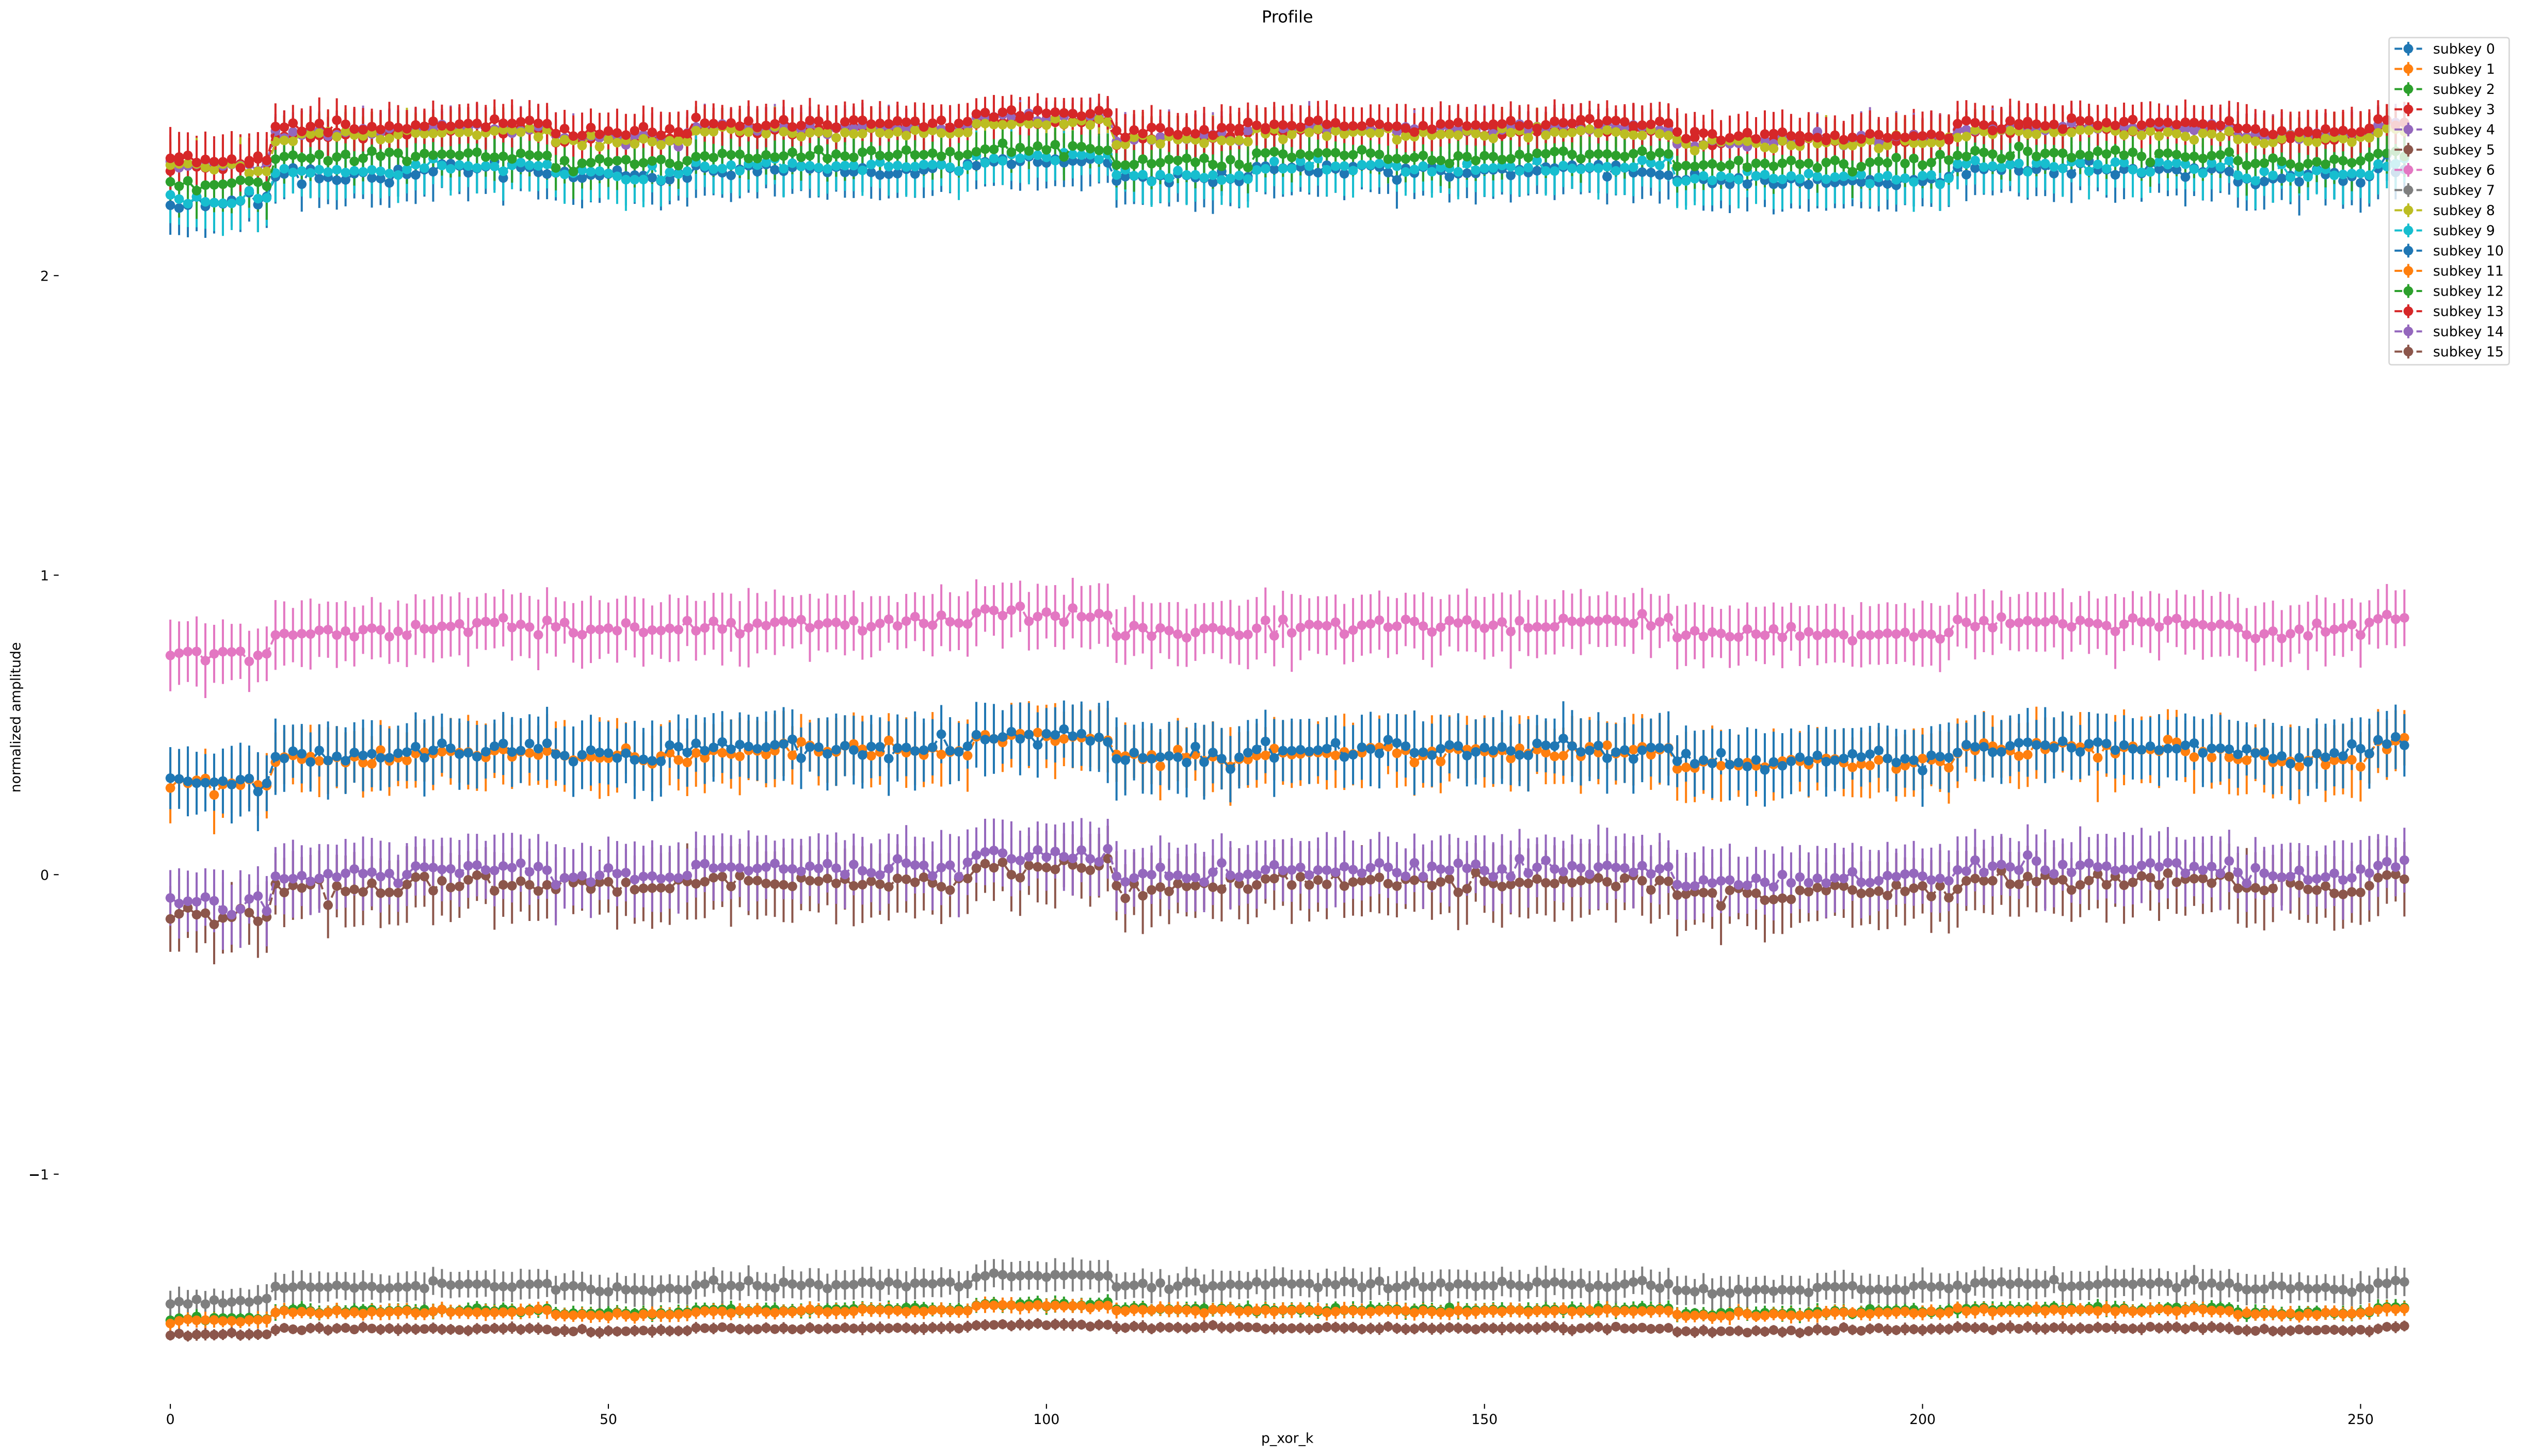 Profile
subkey 0
subkey 1
subkey 2
subkey 3
subkey 4
subkey 5
subkey 6
subkey 7
subkey 8
subkey 9
subkey 10
subkey 11
subkey 12
subkey 13
subkey 14
subkey 15
2
1
0
−1
normalized amplitude
0 50 100 150 200 250
p_xor_k